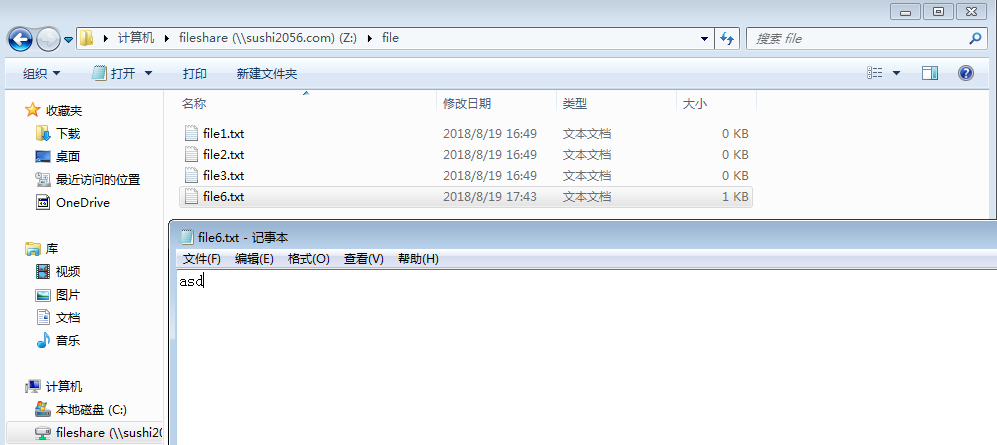 计算机 fileshare (\\sushi2056.com) (Z:) file 搜索 file
组织 打开 打印 新建文件夹
收藏夹
下载
桌面
最近访问的位置
OneDrive
库
视频
图片
文档
音乐
计算机
本地磁盘 (C:)
fileshare (\\sushi20
名称 修改日期 类型 大小
file1.txt 2018/8/19 16:49 文本文档 0 KB
file2.txt 2018/8/19 16:49 文本文档 0 KB
file3.txt 2018/8/19 16:49 文本文档 0 KB
file6.txt 2018/8/19 17:43 文本文档 1 KB
file6.txt - 记事本
文件(F) 编辑(E) 格式(O) 查看(V) 帮助(H)
asd